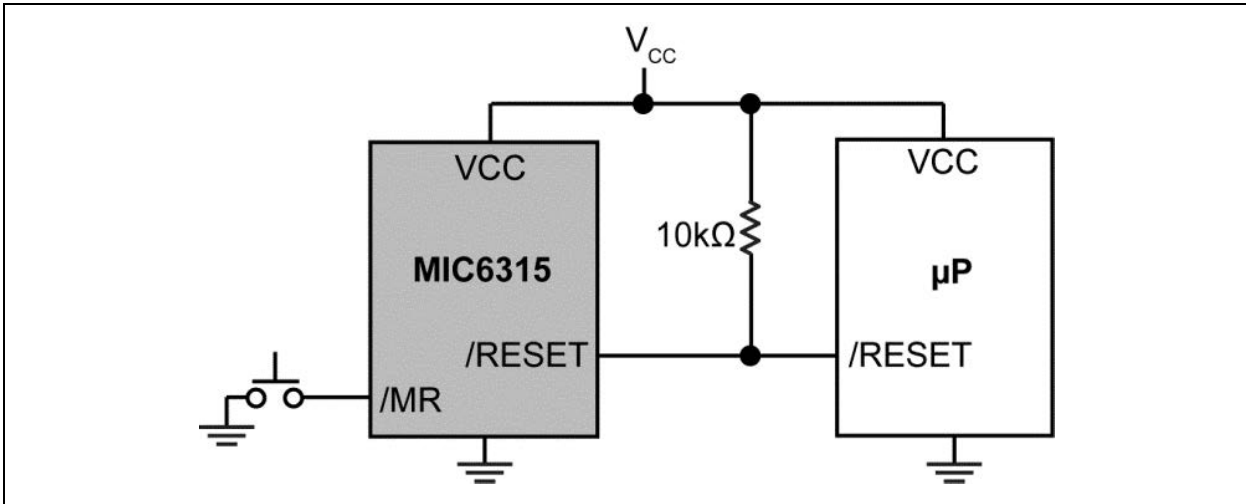 VCC
VCC
MIC6315
/RESET
/MR
10kΩ
VCC
µP
/RESET